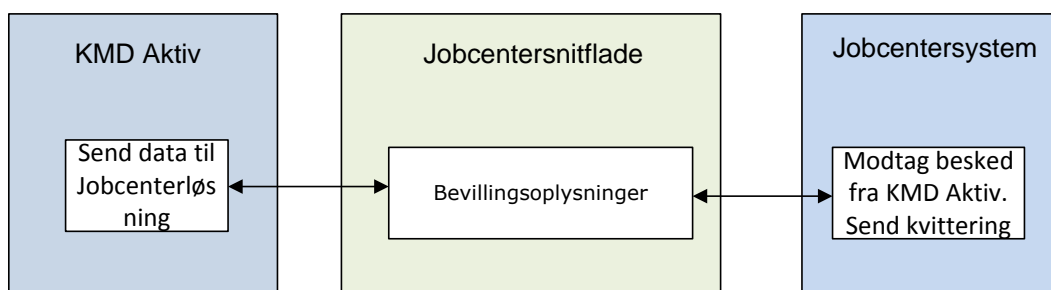 KMD Aktiv
Jobcentersnitflade
Jobcentersystem
Send data til
Jobcenterløs
ning
Bevillingsoplysninger
Modtag besked
fra KMD Aktiv.
Send kvittering